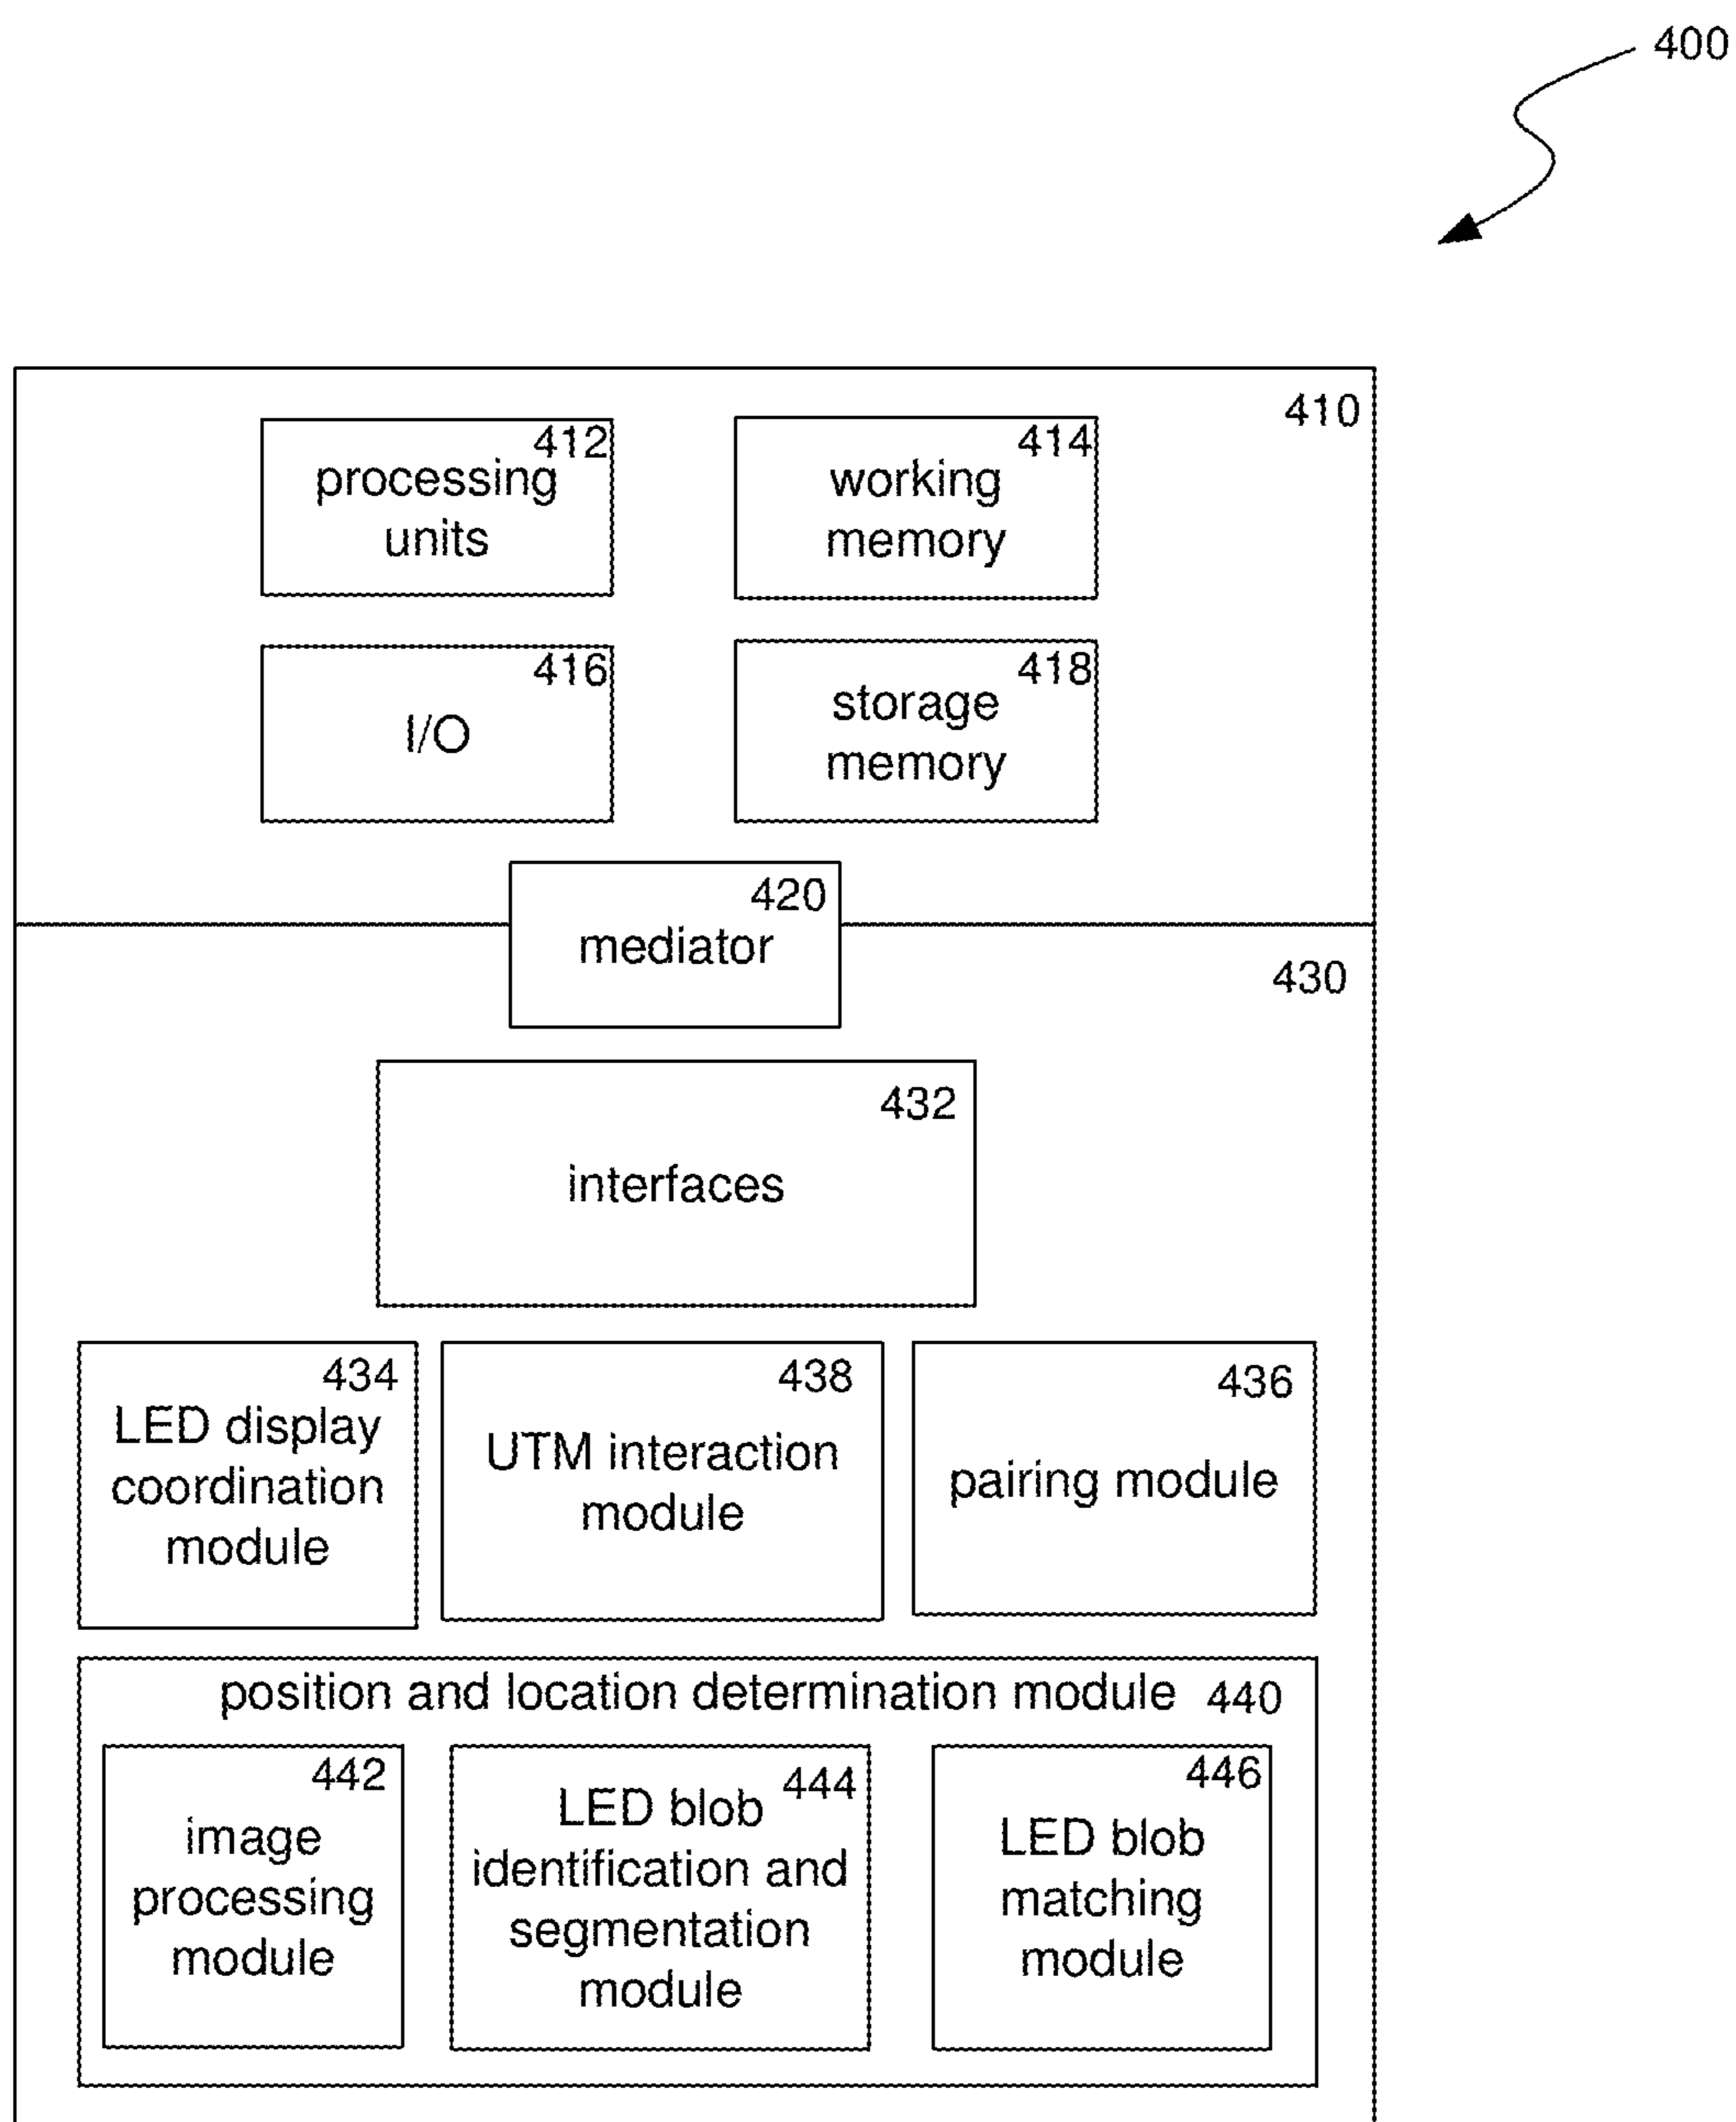 400
410
412
processing
units
414
working
memory
416
I/O
418
storage
memory
420
mediator
430
432
interfaces
434
LED display
coordination
module
438
UTM interaction
module
436
pairing module
position and location determination module 440
442
image
processing
module
444
LED blob
identification and
segmentation
module
446
LED blob
matching
module